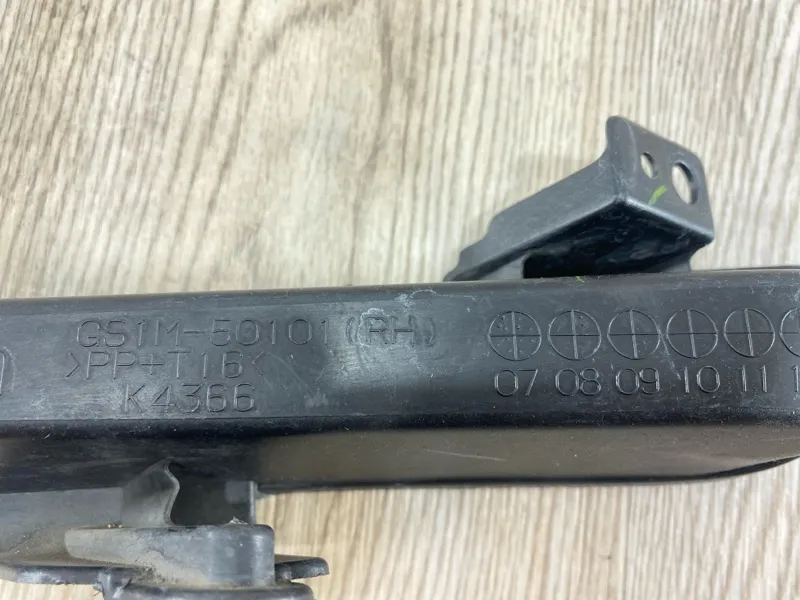 GS1M-50101(RH)
>PP+T16<
K4366
07 08 09 10 11